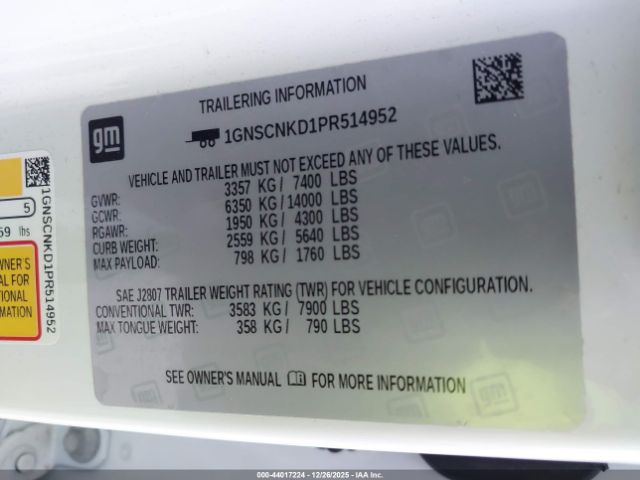 TRAILERING INFORMATION
gm
1GNSCNKD1PR514952
VEHICLE AND TRAILER MUST NOT EXCEED ANY OF THESE VALUES.
GVWR: 3357 KG / 7400 LBS
GCWR: 6350 KG / 14000 LBS
RGAWR: 1950 KG / 4300 LBS
CURB WEIGHT: 2559 KG / 5640 LBS
MAX PAYLOAD: 798 KG / 1760 LBS
SAE J2807 TRAILER WEIGHT RATING (TWR) FOR VEHICLE CONFIGURATION.
CONVENTIONAL TWR: 3583 KG / 7900 LBS
MAX TONGUE WEIGHT: 358 KG / 790 LBS
SEE OWNER'S MANUAL FOR MORE INFORMATION
5
59 lbs
OWNER'S
FOR
1GNSCNKD1PR514952
000-44017224 - 12/26/2025 - IAAI, Inc.